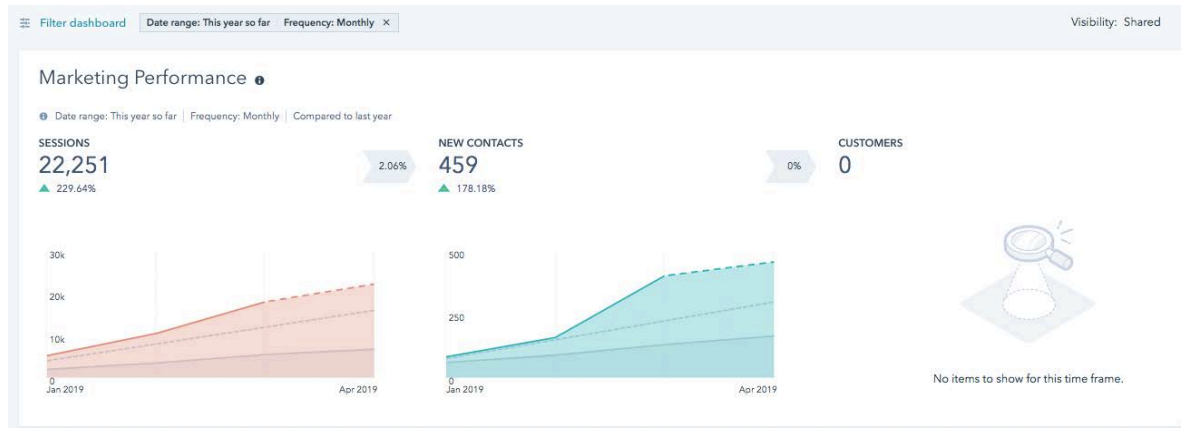 Filter dashboard Date range: This year so far Frequency: Monthly × Visibility: Shared
Marketing Performance
Date range: This year so far | Frequency: Monthly | Compared to last year
SESSIONS
22,251
229.64%
2.06%
NEW CONTACTS
459
178.18%
0%
CUSTOMERS
0
30k
20k
10k
0
Jan 2019 Apr 2019
500
250
0
Jan 2019 Apr 2019
No items to show for this time frame.